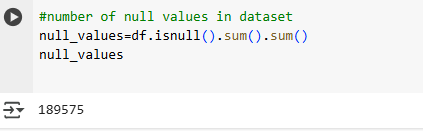 #number of null values in dataset
null_values=df.isnull().sum().sum()
null_values
189575